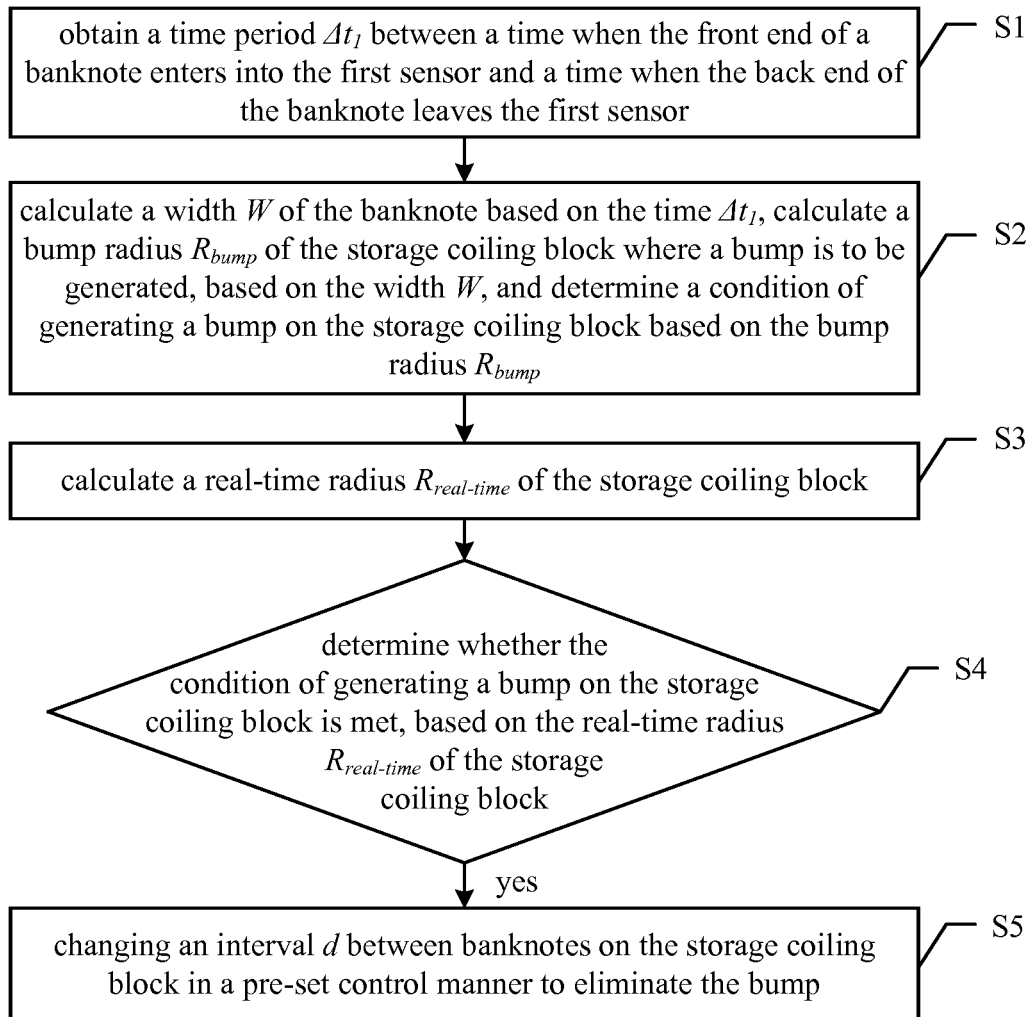 obtain a time period Δt1 between a time when the front end of a
banknote enters into the first sensor and a time when the back end of
the banknote leaves the first sensor
S1
calculate a width W of the banknote based on the time Δt1, calculate a
bump radius Rbump of the storage coiling block where a bump is to be
generated, based on the width W, and determine a condition of
generating a bump on the storage coiling block based on the bump
radius Rbump
S2
calculate a real-time radius Rreal-time of the storage coiling block
S3
determine whether the
condition of generating a bump on the storage
coiling block is met, based on the real-time radius
Rreal-time of the storage
coiling block
S4
yes
changing an interval d between banknotes on the storage coiling
block in a pre-set control manner to eliminate the bump
S5